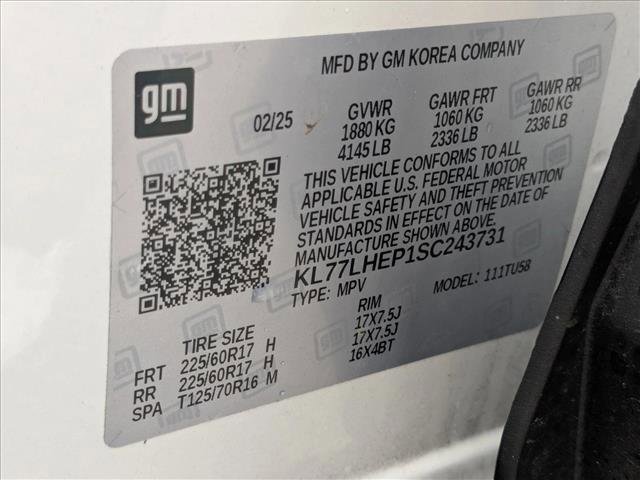 MFD BY GM KOREA COMPANY
gm
02/25
GVWR GAWR FRT GAWR RR
1880 KG 1060 KG 1060 KG
4145 LB 2336 LB 2336 LB
THIS VEHICLE CONFORMS TO ALL
APPLICABLE U.S. FEDERAL MOTOR
VEHICLE SAFETY AND THEFT PREVENTION
STANDARDS IN EFFECT ON THE DATE OF
MANUFACTURE SHOWN ABOVE.
KL77LHEP1SC243731
TYPE: MPV MODEL: 111TU58
TIRE SIZE RIM
FRT 225/60R17 H 17X7.5J
RR 225/60R17 H 17X7.5J
SPA T125/70R16 M 16X4BT